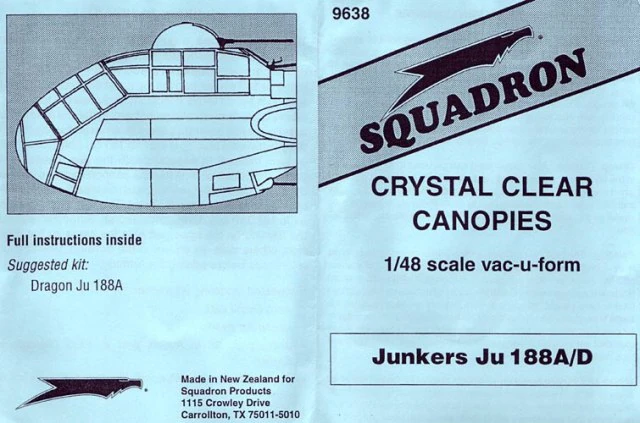 Full instructions inside
Suggested kit:
Dragon Ju 188A
Made in New Zealand for
Squadron Products
1115 Crowley Drive
Carrollton, TX 75011-5010
9638
SQUADRON
CRYSTAL CLEAR
CANOPIES
1/48 scale vac-u-form
Junkers Ju 188A/D